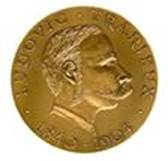 · LUDOVIC · TRARIEUX ·
1840 - 1904